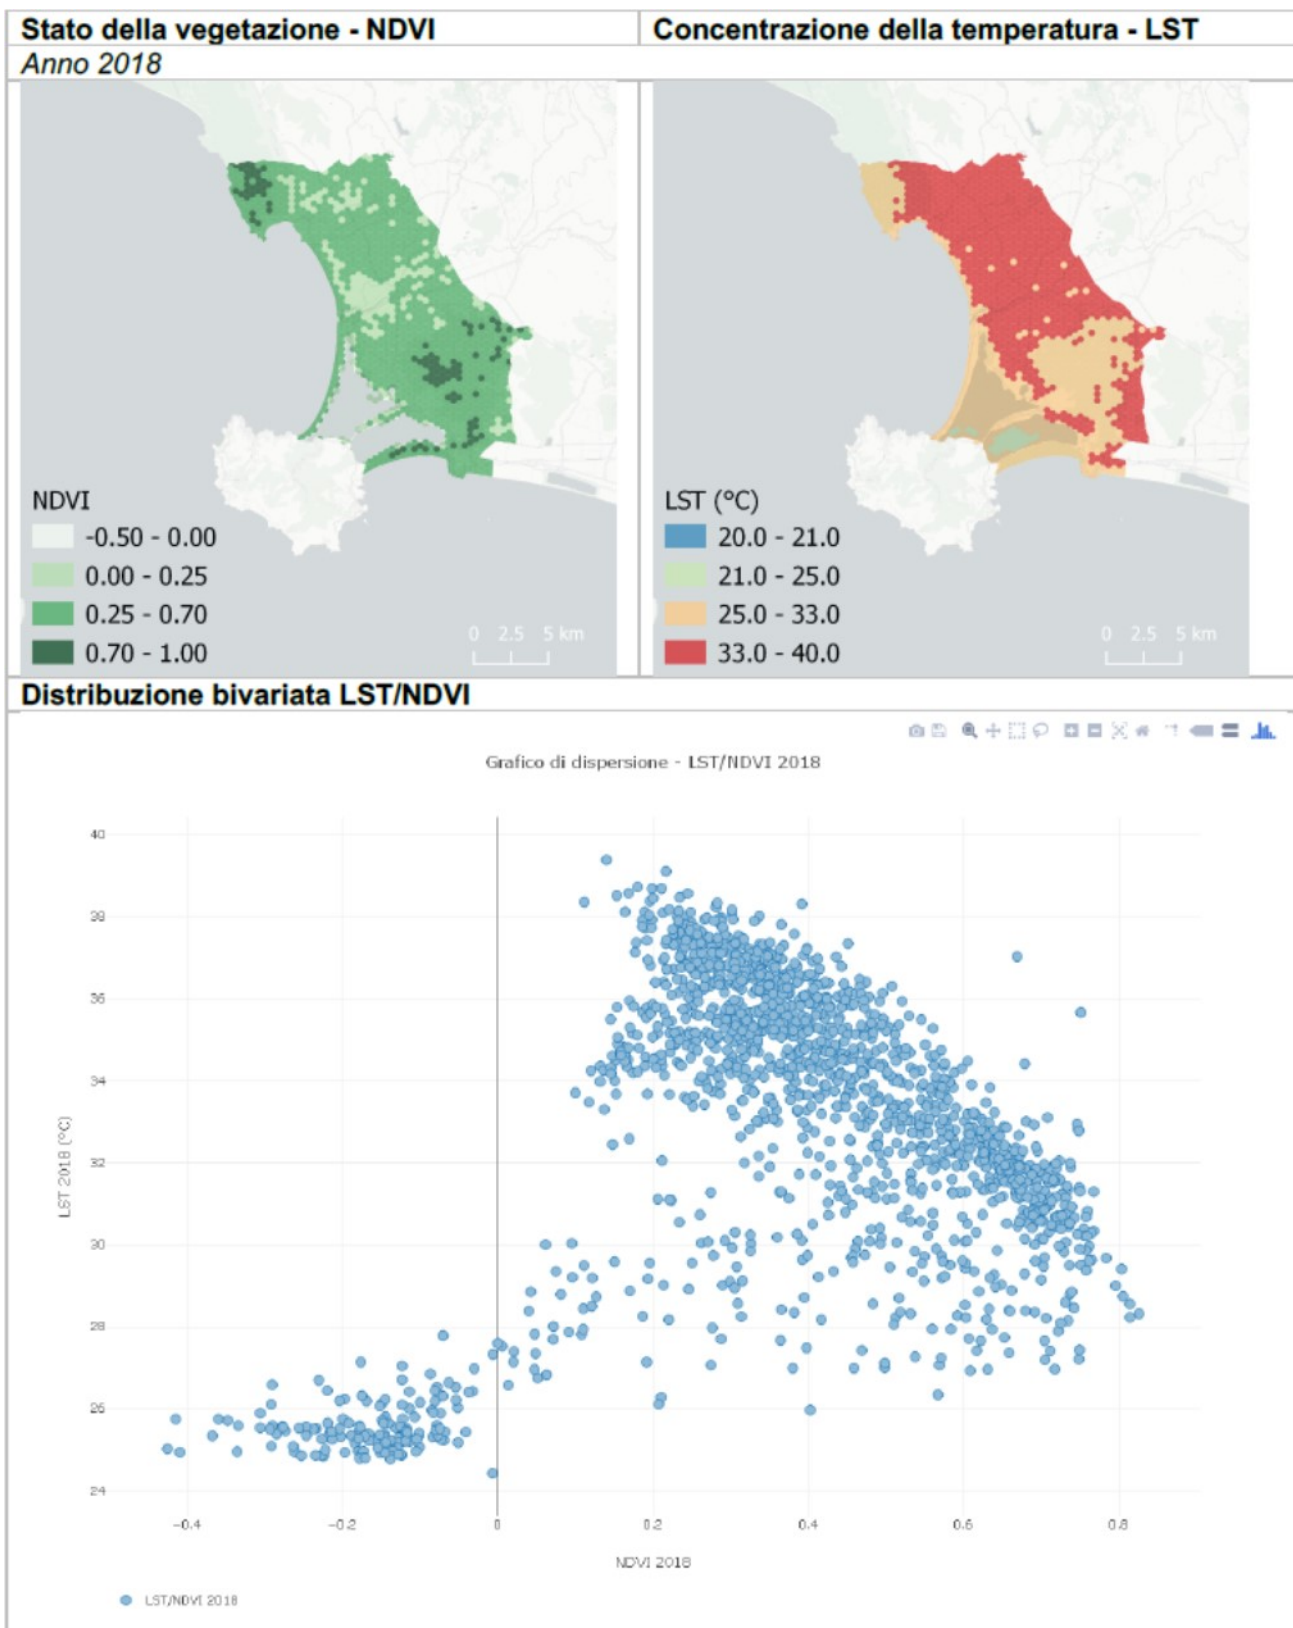 Stato della vegetazione - NDVI
Concentrazione della temperatura - LST
Anno 2018
NDVI
-0.50 - 0.00
0.00 - 0.25
0.25 - 0.70
0.70 - 1.00
0 2.5 5 km
LST (°C)
20.0 - 21.0
21.0 - 25.0
25.0 - 33.0
33.0 - 40.0
0 2.5 5 km
Distribuzione bivariata LST/NDVI
Grafico di dispersione - LST/NDVI 2018
40
38
36
34
32
30
28
26
24
LST 2018 (°C)
−0.4
−0.2
0
0.2
0.4
0.6
0.8
NDVI 2018
LST/NDVI 2018